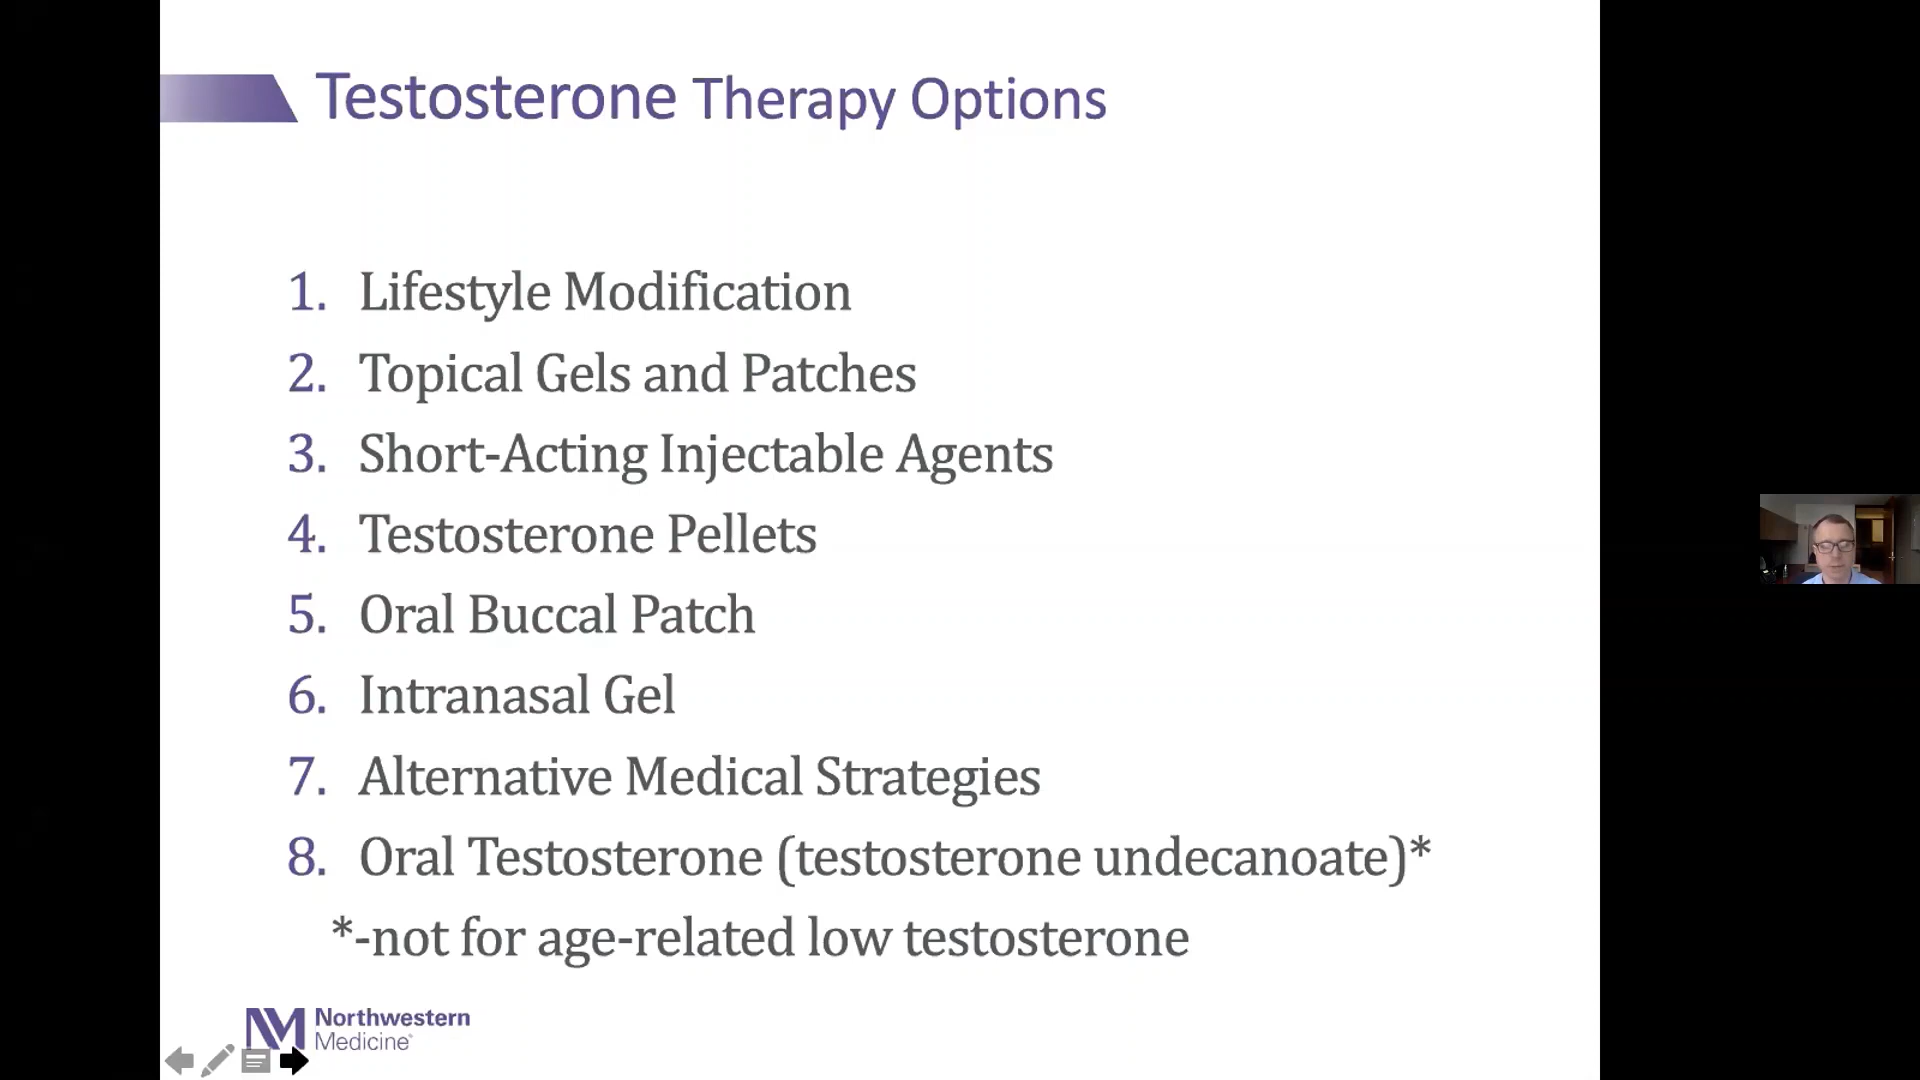 Testosterone Therapy Options
1. Lifestyle Modification
2. Topical Gels and Patches
3. Short-Acting Injectable Agents
4. Testosterone Pellets
5. Oral Buccal Patch
6. Intranasal Gel
7. Alternative Medical Strategies
8. Oral Testosterone (testosterone undecanoate)*
*-not for age-related low testosterone
NM Northwestern
Medicine®